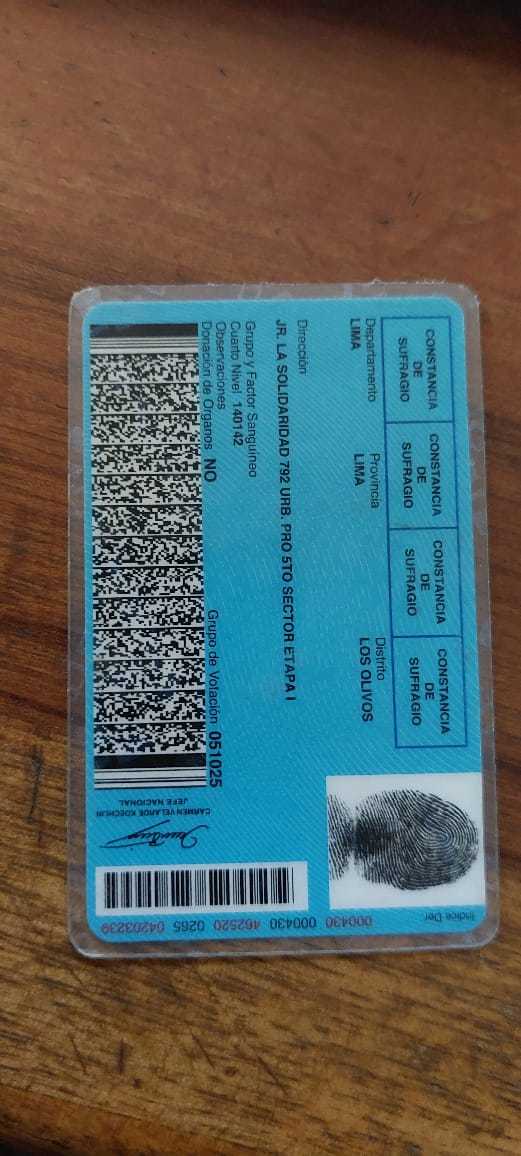 CONSTANCIA
DE
SUFRAGIO
CONSTANCIA
DE
SUFRAGIO
CONSTANCIA
DE
SUFRAGIO
CONSTANCIA
DE
SUFRAGIO
Departamento Provincia Distrito
LIMA LIMA LOS OLIVOS
Dirección
JR. LA SOLIDARIDAD 792 URB. PRO 5TO SECTOR ETAPA I
Grupo y Factor Sanguíneo
Cuarto Nivel 140142
Observaciones
Donación de Organos NO Grupo de Votación 051025
Indice Der
CARMEN VELARDE KOECHLIN
JEFE NACIONAL
04203239 0265 462520 000430 000430